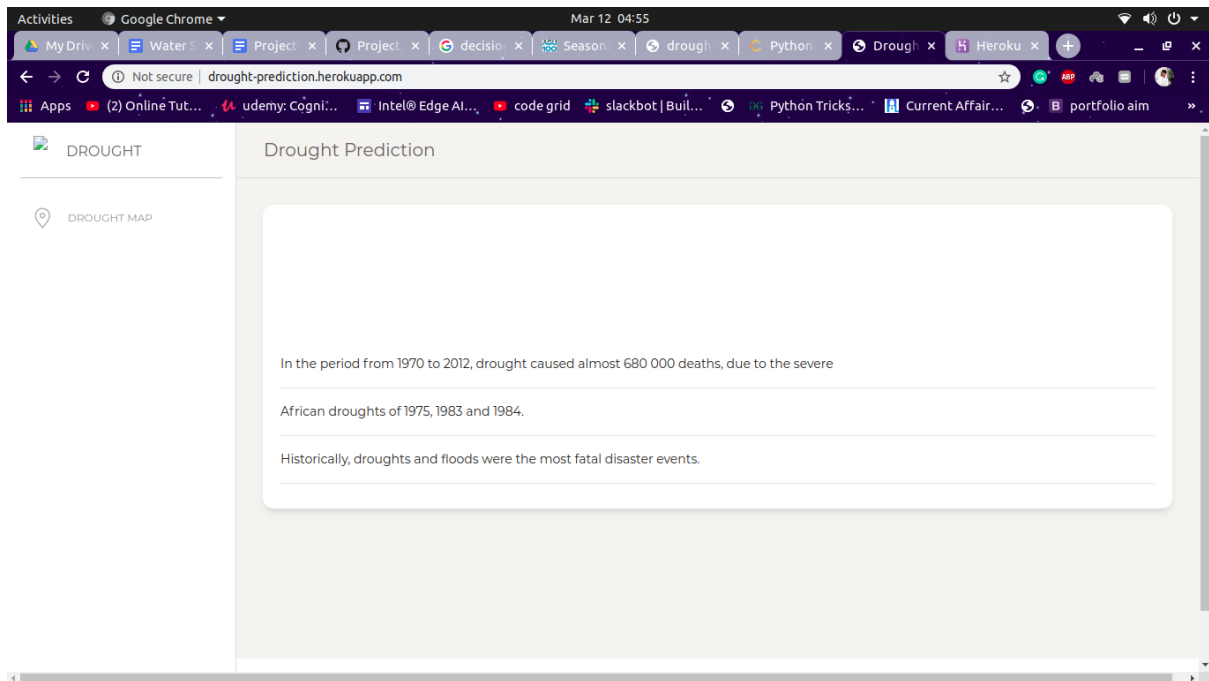 Activities Google Chrome Mar 12 04:55
My Driv Water S Project Project decision Season drough Python Drough Heroku
Not secure drought-prediction.herokuapp.com ABP
Apps (2) Online Tut... udemy: Cogni... Intel® Edge AI... code grid slackbot | Buil... Python Tricks... Current Affair... B portfolio aim »
DROUGHT Drought Prediction
DROUGHT MAP
In the period from 1970 to 2012, drought caused almost 680 000 deaths, due to the severe
African droughts of 1975, 1983 and 1984.
Historically, droughts and floods were the most fatal disaster events.